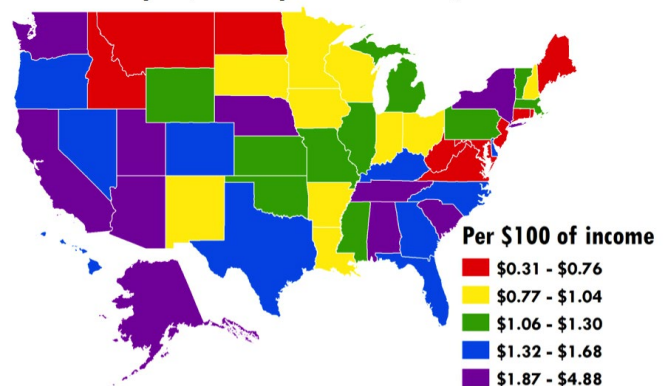 Per $100 of income
$0.31 - $0.76
$0.77 - $1.04
$1.06 - $1.30
$1.32 - $1.68
$1.87 - $4.88